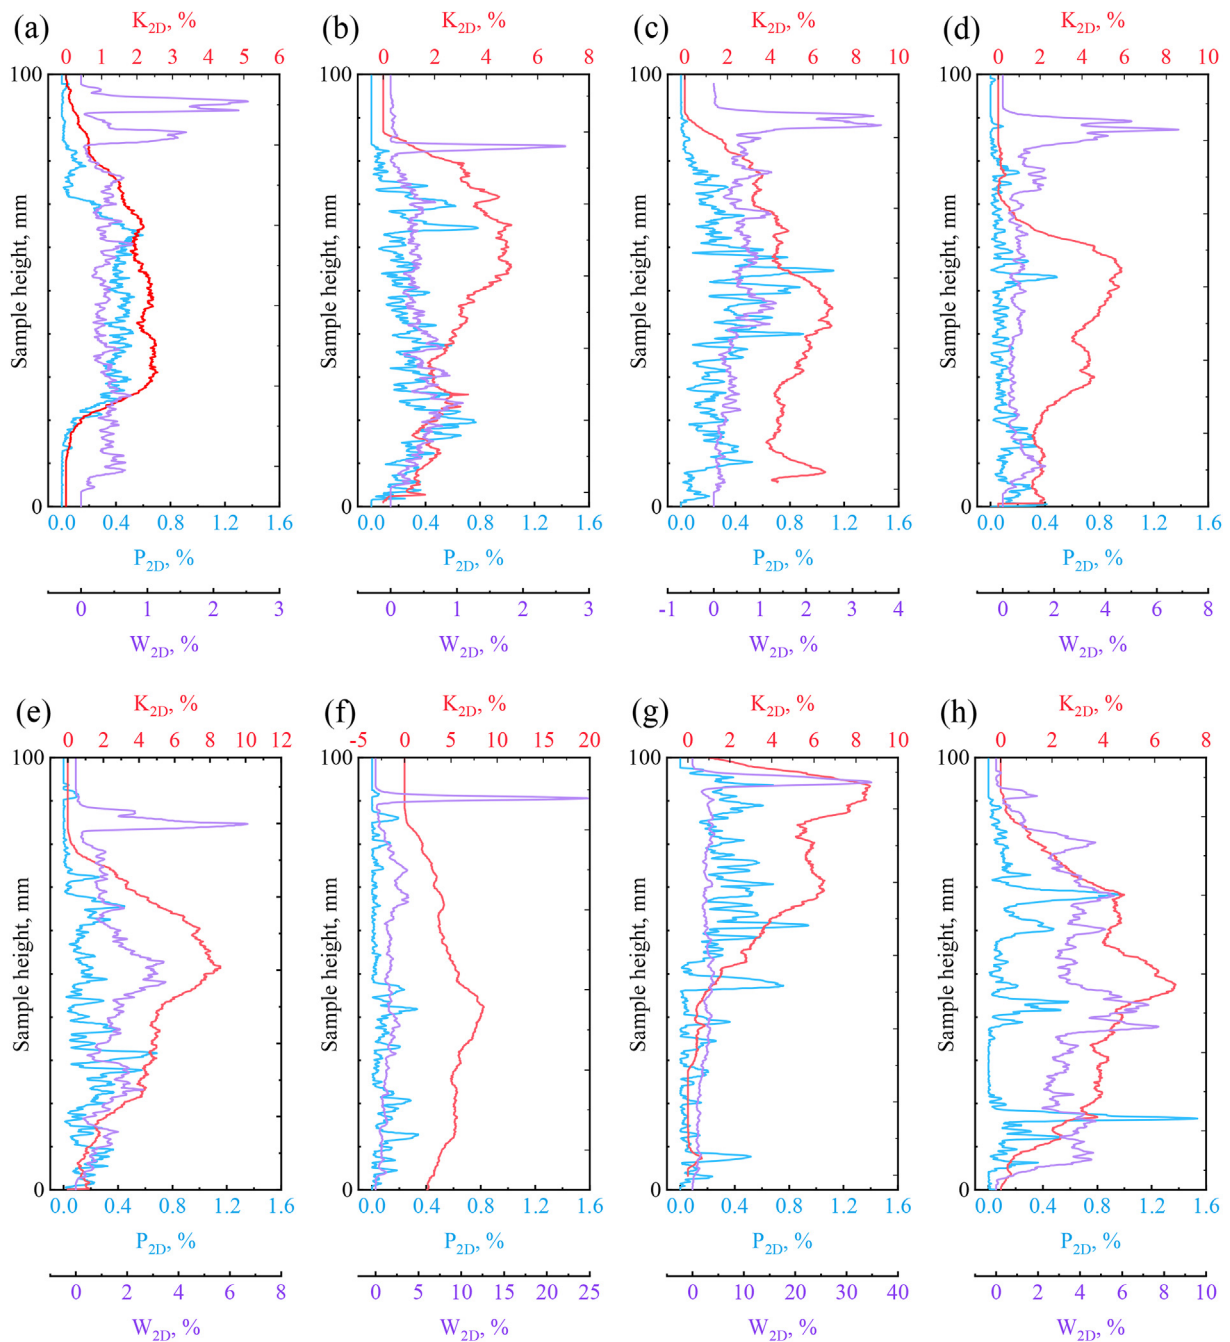 (a) K2D, % (b) K2D, % (c) K2D, % (d) K2D, %
0 1 2 3 4 5 6 0 2 4 6 8 0 2 4 6 8 10 0 2 4 6 8 10
100 100 100 100
Sample height, mm Sample height, mm Sample height, mm Sample height, mm
0 0 0 0
0.0 0.4 0.8 1.2 1.6 0.0 0.4 0.8 1.2 1.6 0.0 0.4 0.8 1.2 1.6 0.0 0.4 0.8 1.2 1.6
P2D, % P2D, % P2D, % P2D, %
0 1 2 3 0 1 2 3 -1 0 1 2 3 4 0 2 4 6 8
W2D, % W2D, % W2D, % W2D, %
(e) K2D, % (f) K2D, % (g) K2D, % (h) K2D, %
0 2 4 6 8 10 12 -5 0 5 10 15 20 0 2 4 6 8 10 0 2 4 6 8
100 100 100 100
Sample height, mm Sample height, mm Sample height, mm Sample height, mm
0 0 0 0
0.0 0.4 0.8 1.2 1.6 0.0 0.4 0.8 1.2 1.6 0.0 0.4 0.8 1.2 1.6 0.0 0.4 0.8 1.2 1.6
P2D, % P2D, % P2D, % P2D, %
0 2 4 6 8 0 5 10 15 20 25 0 10 20 30 40 0 2 4 6 8 10
W2D, % W2D, % W2D, % W2D, %